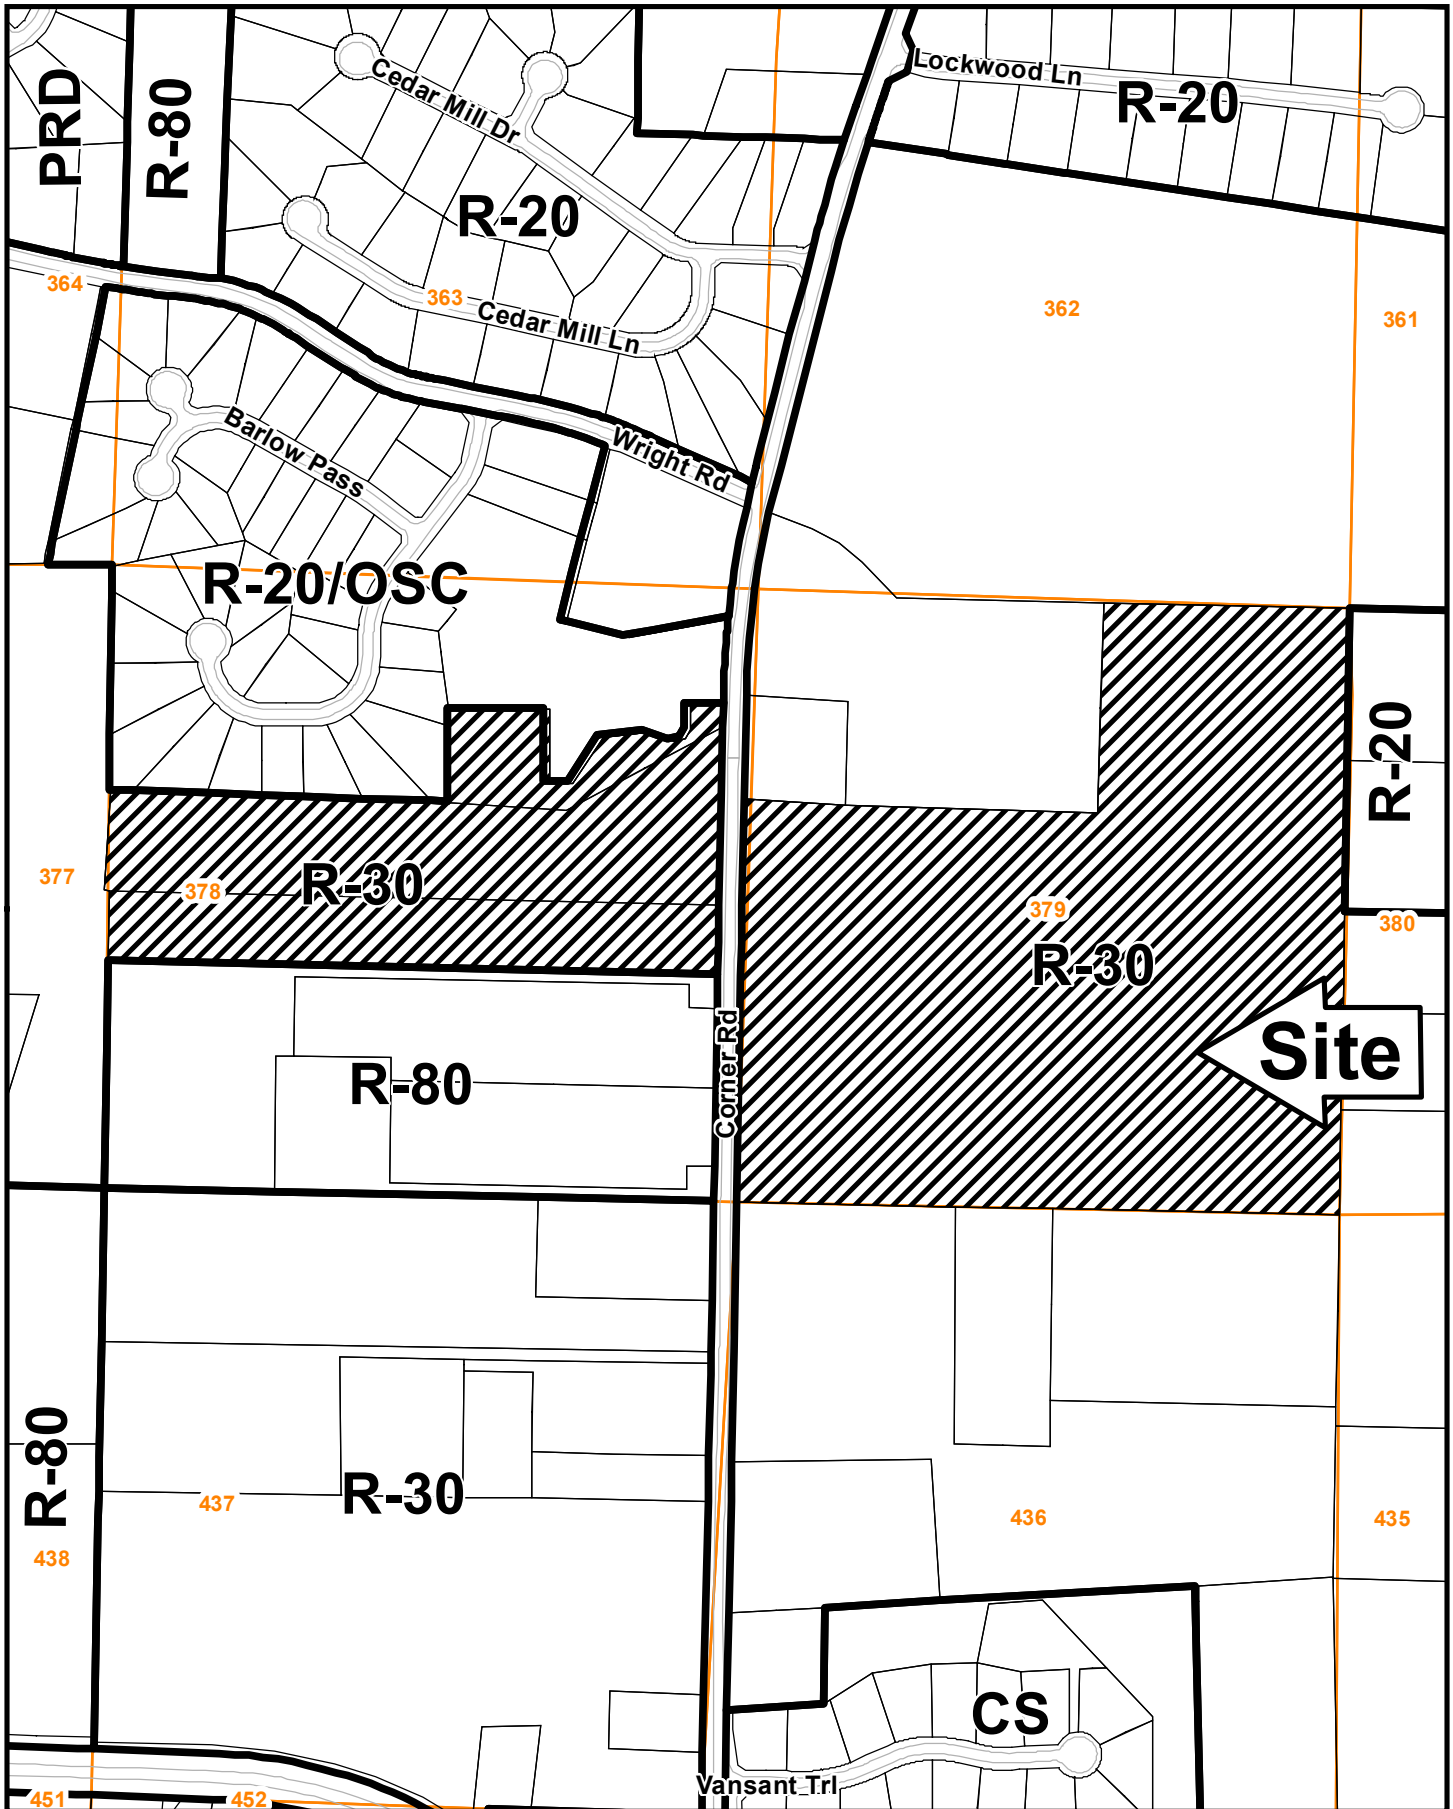 Lockwood Ln
Cedar Mill Dr
R-20
PRD
R-80
R-20
364
363
362
361
Cedar Mill Ln
Barlow Pass
Wright Rd
R-20/OSC
R-20
377
378
R-30
379
380
R-30
Corner Rd
Site
R-80
R-80
437
R-30
436
435
438
CS
Vansant Trl
451
452